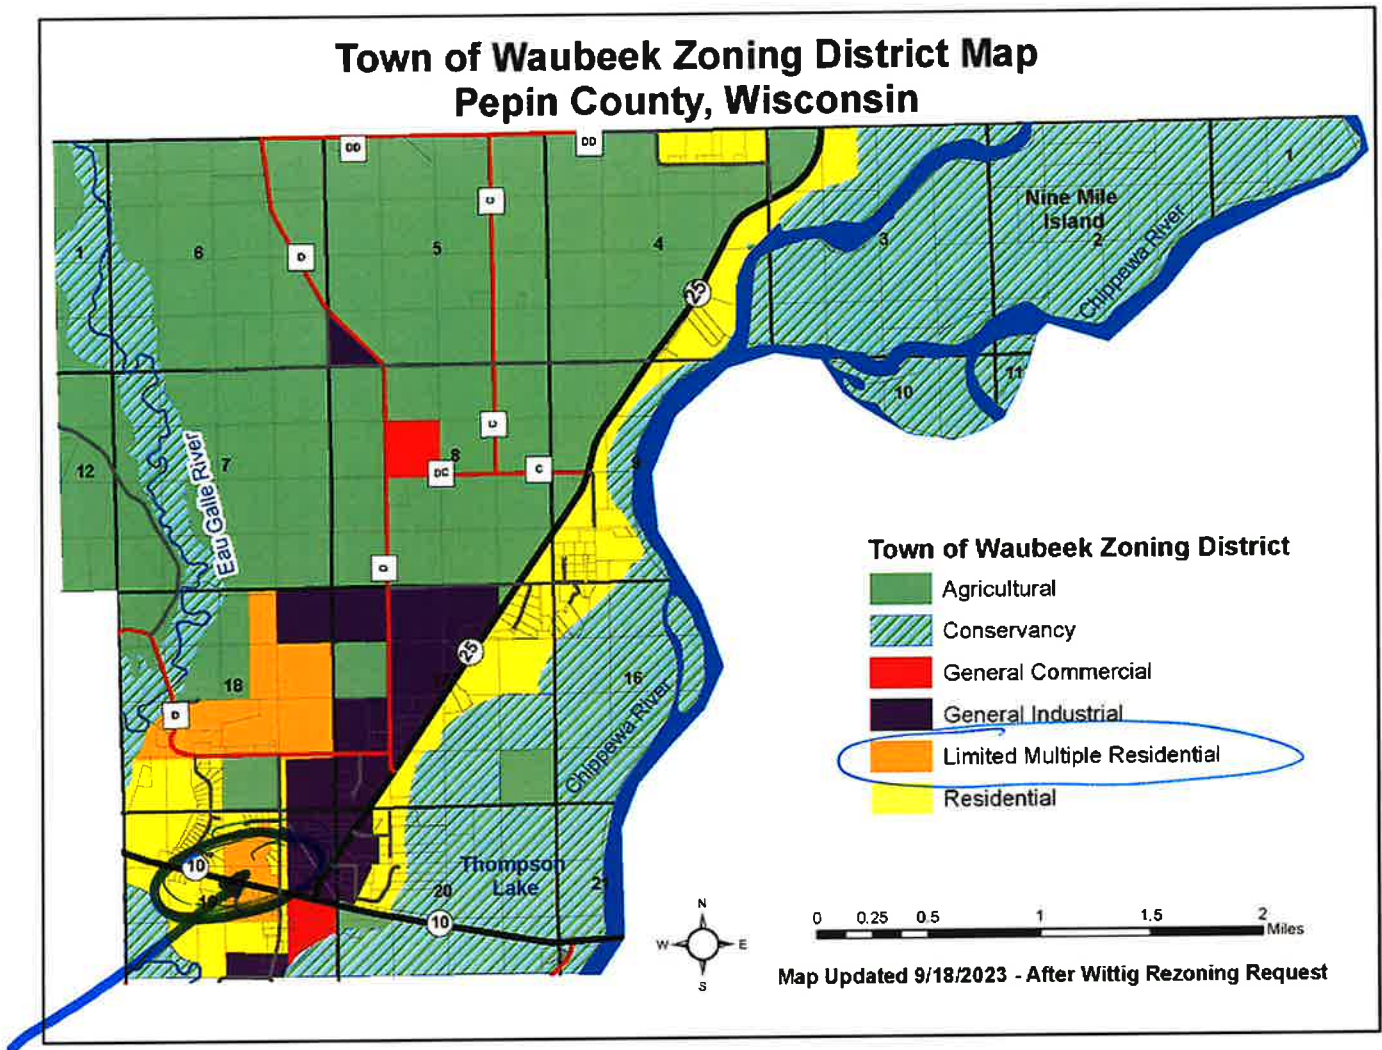 Town of Waubeek Zoning District Map
Pepin County, Wisconsin
DD
DD
C
D
25
1
6
5
4
3
Nine Mile
Island
2
1
Chippewa River
10
11
12
7
Eau Galle River
8
C
DC
C
9
D
25
18
17
16
D
Chippewa River
10
19
20
10
Thompson
Lake
21
Town of Waubeek Zoning District
Agricultural
Conservancy
General Commercial
General Industrial
Limited Multiple Residential
Residential
N
W
E
S
0 0.25 0.5 1 1.5 2
Miles
Map Updated 9/18/2023 - After Wittig Rezoning Request